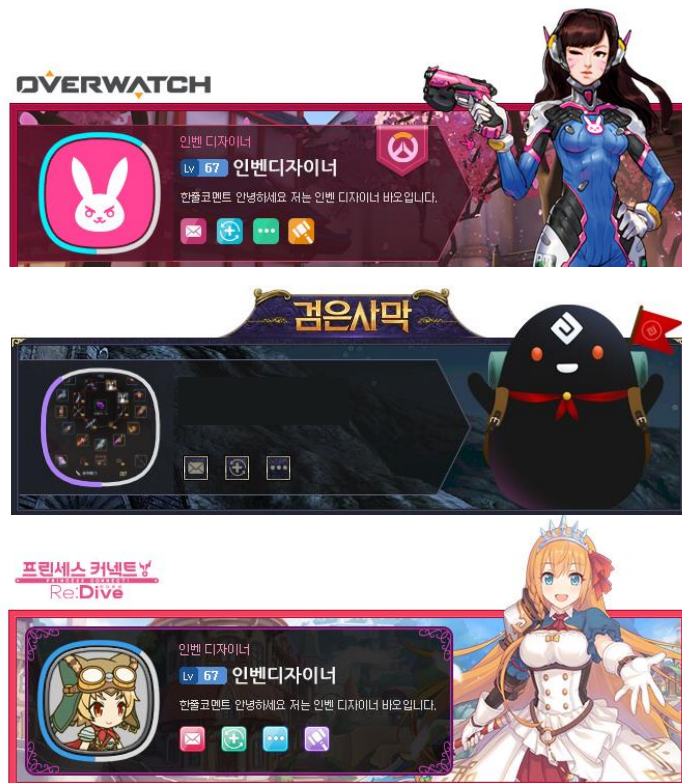 OVERWATCH
인벤 디자이너
Lv 67 인벤디자이너
한줄코멘트 안녕하세요 저는 인벤 디자이너 바오입니다.
검은사막
프린세스 커넥트!
PRINCESS CONNECT!
Re:Dive
인벤 디자이너
Lv 67 인벤디자이너
한줄코멘트 안녕하세요 저는 인벤 디자이너 바오입니다.